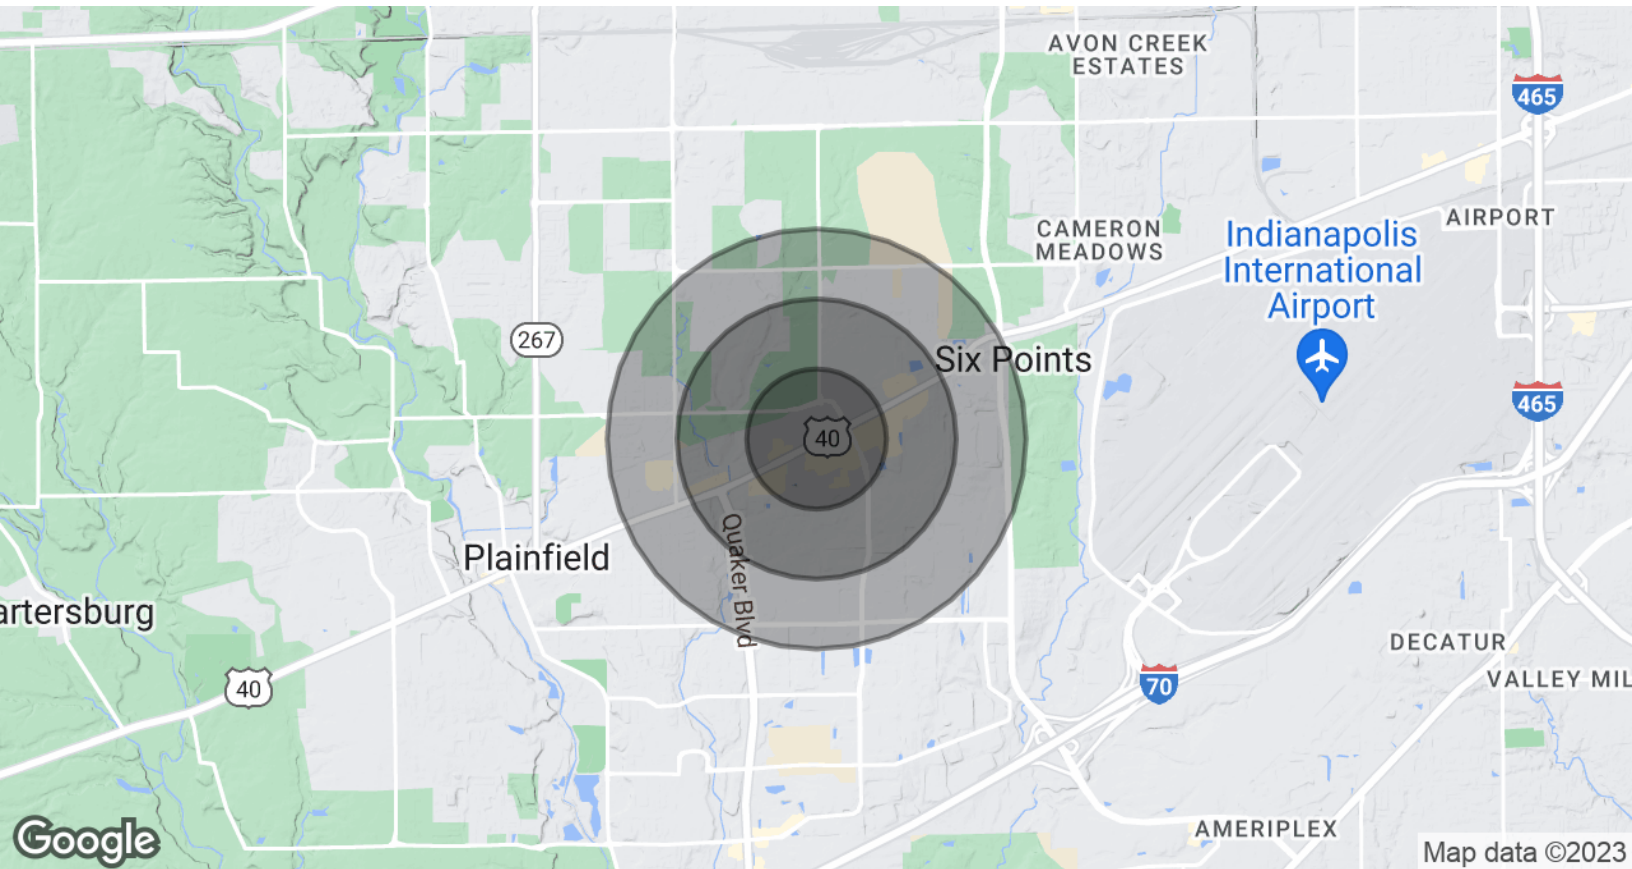 AVON CREEK
ESTATES
465
CAMERON
MEADOWS
AIRPORT
Indianapolis
International
Airport
267
Six Points
465
40
Quaker Blvd
Plainfield
artersburg
DECATUR
VALLEY MIL
40
70
AMERIPLEX
Google
Map data ©2023